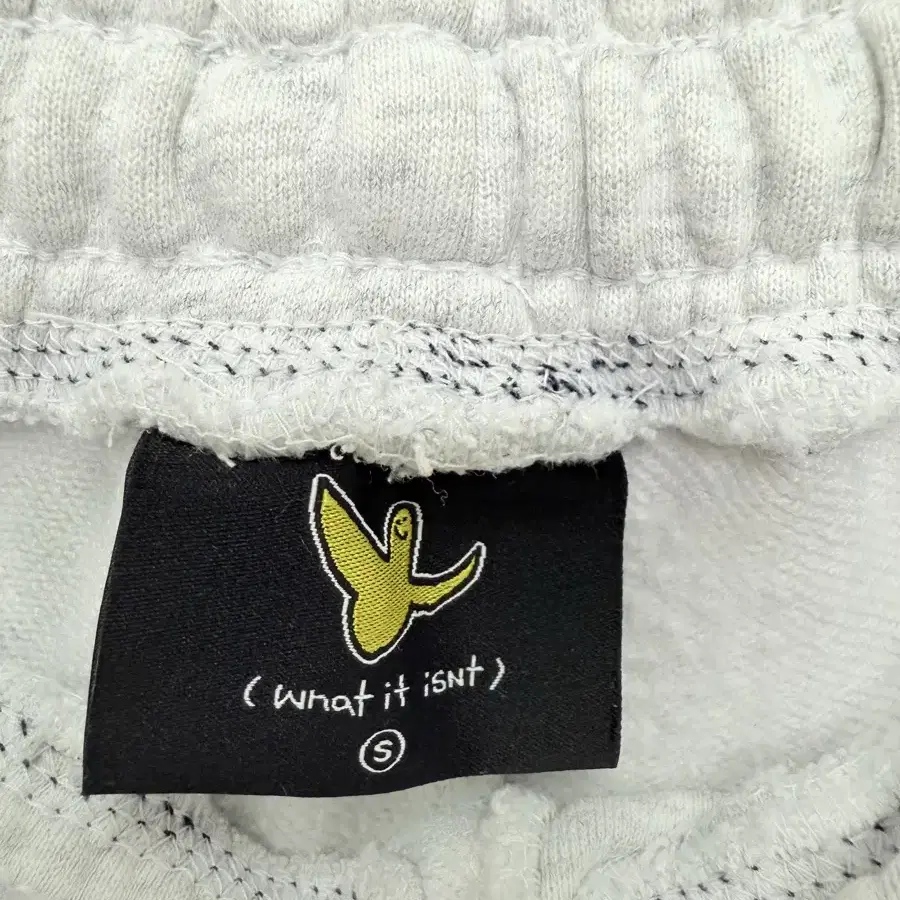 (what it isNt)
S